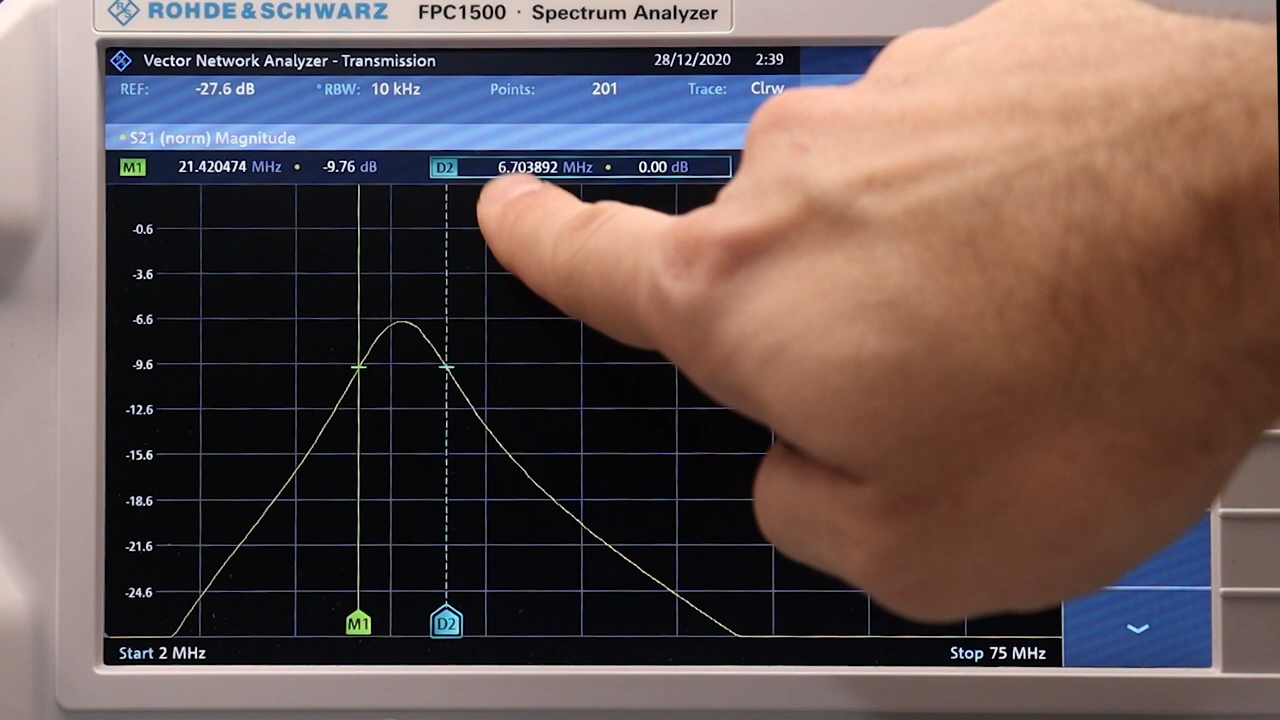 R&S ROHDE&SCHWARZ FPC1500 · Spectrum Analyzer
Vector Network Analyzer - Transmission 28/12/2020 2:39
REF: -27.6 dB RBW: 10 kHz Points: 201 Trace: Clrw
S21 (norm) Magnitude
M1 21.420474 MHz • -9.76 dB D2 6.703892 MHz • 0.00 dB
-0.6
-3.6
-6.6
-9.6
-12.6
-15.6
-18.6
-21.6
-24.6
M1 D2
Start 2 MHz Stop 75 MHz